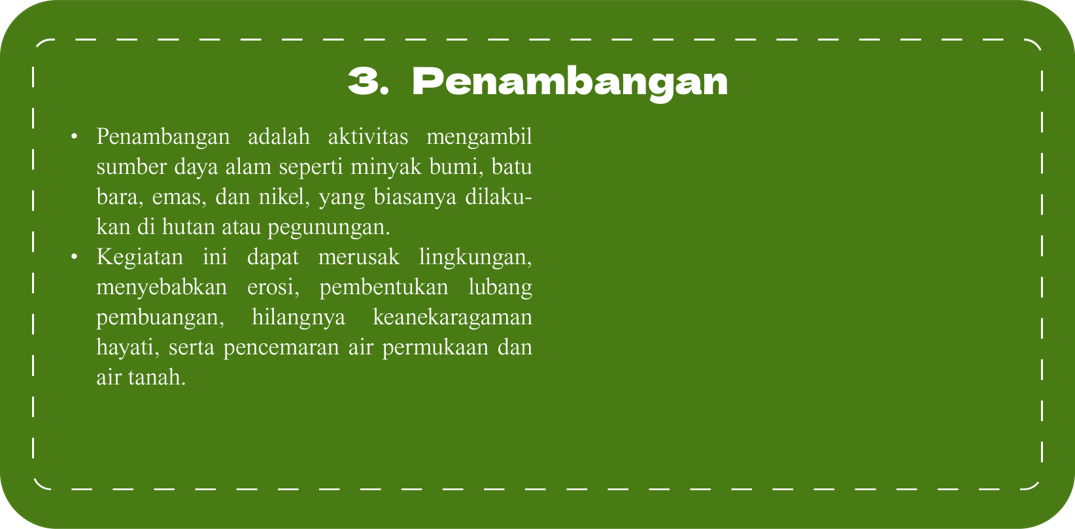 3. Penambangan
• Penambangan adalah aktivitas mengambil
sumber daya alam seperti minyak bumi, batu
bara, emas, dan nikel, yang biasanya dilaku-
kan di hutan atau pegunungan.
• Kegiatan ini dapat merusak lingkungan,
menyebabkan erosi, pembentukan lubang
pembuangan, hilangnya keanekaragaman
hayati, serta pencemaran air permukaan dan
air tanah.